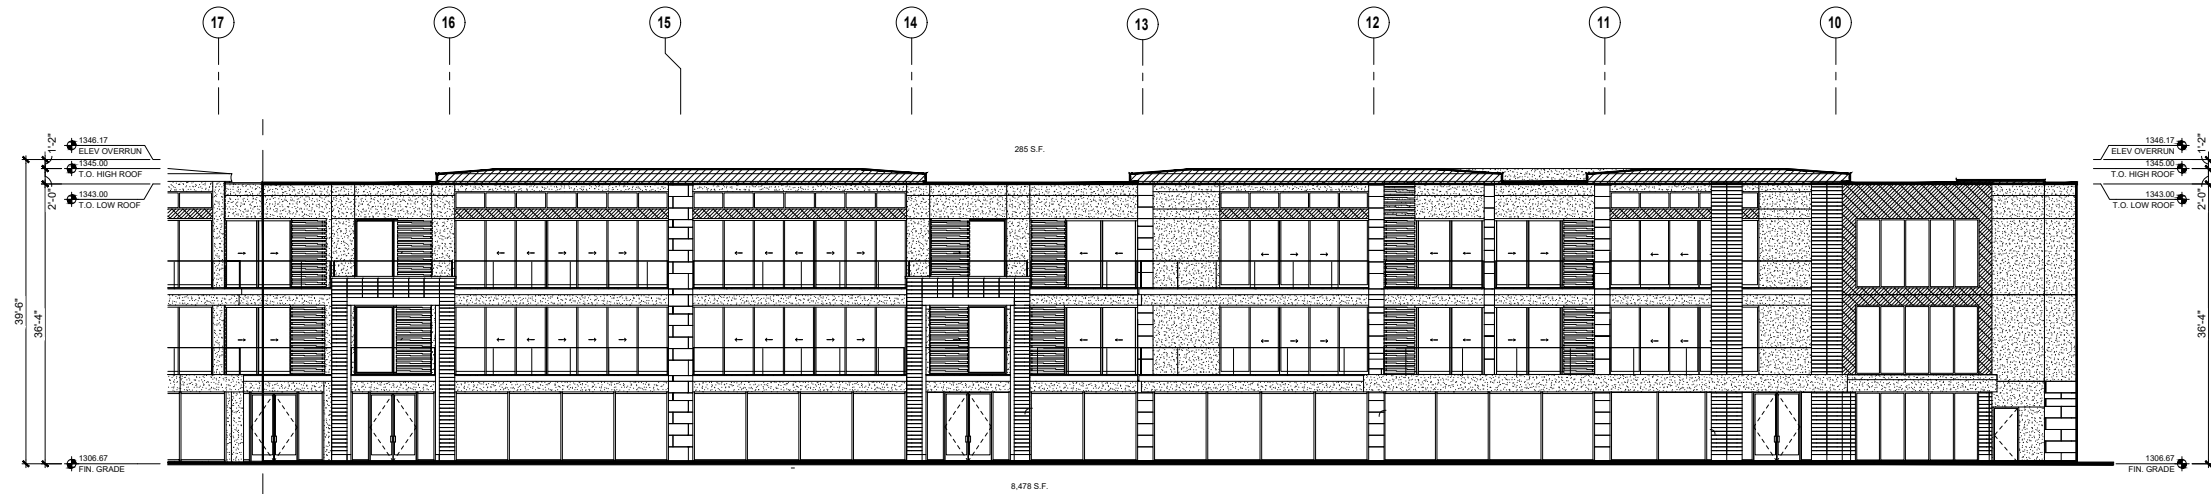 17
16
15
14
13
12
11
10
1346.17
ELEV OVERRUN
1345.00
T.O. HIGH ROOF
1343.00
T.O. LOW ROOF
1'-2"
2'-0"
39'-6"
36'-4"
1306.67
FIN. GRADE
285 S.F.
8,478 S.F.
1346.17
ELEV OVERRUN
1345.00
T.O. HIGH ROOF
1343.00
T.O. LOW ROOF
1'-2"
2'-0"
36'-4"
1306.67
FIN. GRADE